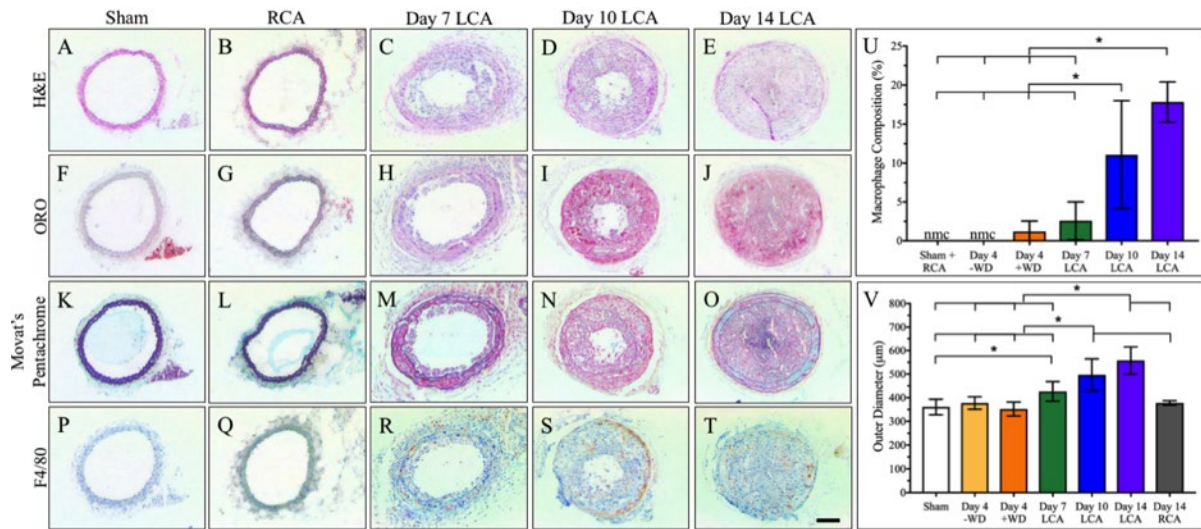 Sham RCA Day 7 LCA Day 10 LCA Day 14 LCA
H&E
A B C D E
ORO
F G H I J
Movat's
Pentachrome
K L M N O
F4/80
P Q R S T
U
Macrophage Composition (%)
25
20
15
10
5
0
* 
*
nmc nmc
Sham + Day 4 Day 4 Day 7 Day 10 Day 14
RCA -WD +WD LCA LCA LCA
V
Outer Diameter (μm)
800
700
600
500
400
300
200
100
0
*
*
*
Sham Day 4 Day 4 Day 7 Day 10 Day 14 Day 14
-WD +WD LCA LCA LCA RCA